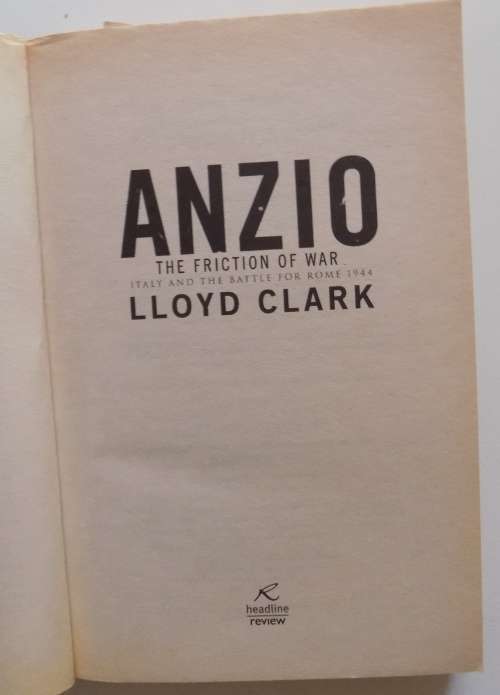 ANZIO
THE FRICTION OF WAR
ITALY AND THE BATTLE FOR ROME 1944
LLOYD CLARK
R
headline
review